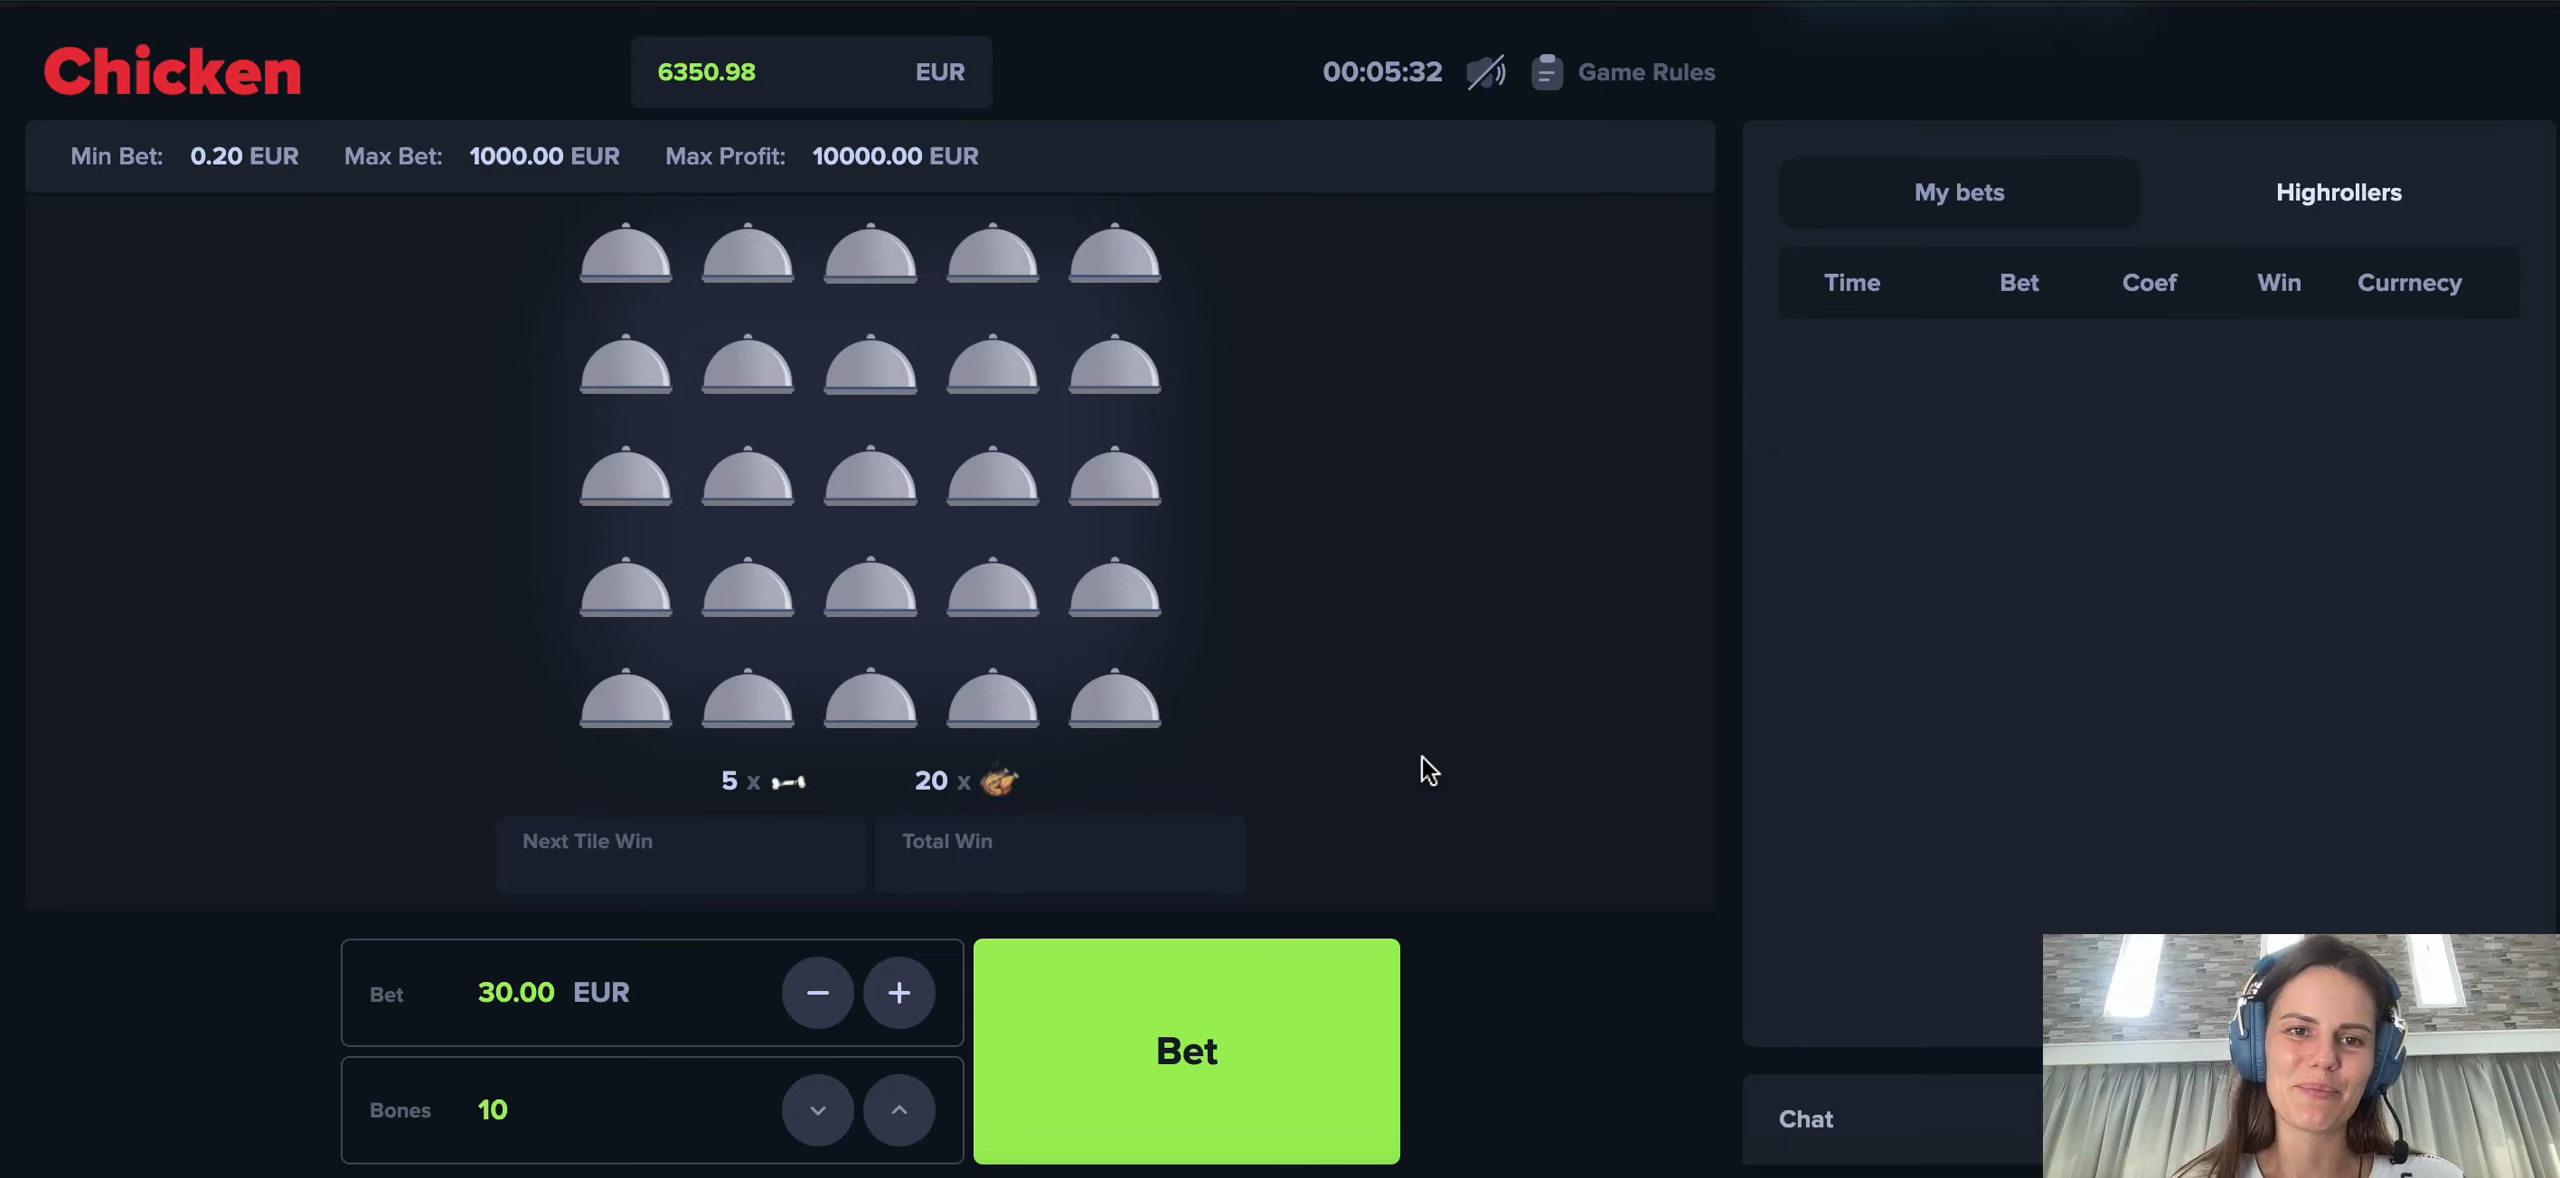 Chicken
6350.98 EUR
00:05:32
Game Rules
Min Bet: 0.20 EUR Max Bet: 1000.00 EUR Max Profit: 10000.00 EUR
My bets
Highrollers
Time Bet Coef Win Currnecy
5 x
20 x
Next Tile Win
Total Win
Bet 30.00 EUR
Bones 10
Bet
Chat